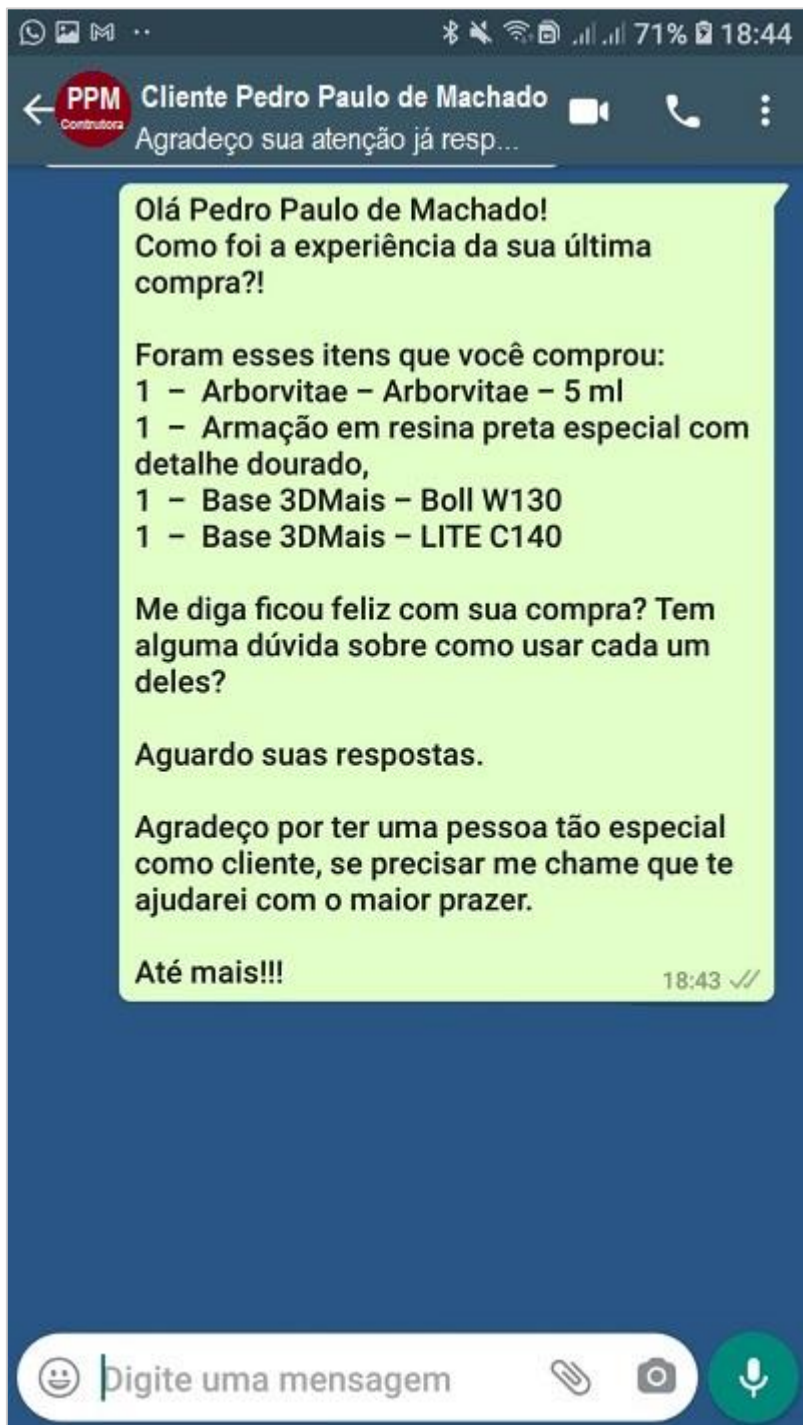 71% 18:44
PPM
Contrutora
Cliente Pedro Paulo de Machado
Agradeço sua atenção já resp...
Olá Pedro Paulo de Machado!
Como foi a experiência da sua última
compra?!
Foram esses itens que você comprou:
1 – Arborvitae – Arborvitae – 5 ml
1 – Armação em resina preta especial com
detalhe dourado,
1 – Base 3DMais – Boll W130
1 – Base 3DMais – LITE C140
Me diga ficou feliz com sua compra? Tem
alguma dúvida sobre como usar cada um
deles?
Aguardo suas respostas.
Agradeço por ter uma pessoa tão especial
como cliente, se precisar me chame que te
ajudarei com o maior prazer.
Até mais!!!
18:43
Digite uma mensagem